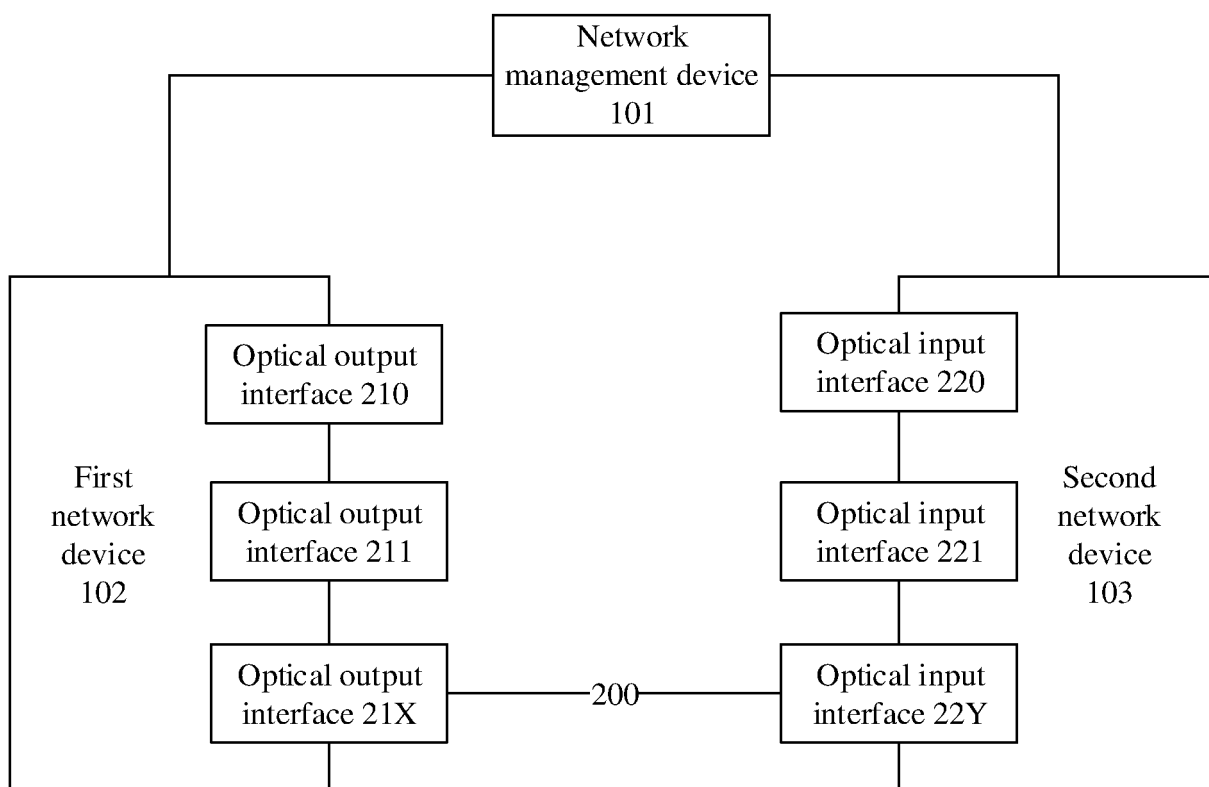 Network
management device
101
Optical output
interface 210
Optical input
interface 220
First
network
device
102
Optical output
interface 211
Optical input
interface 221
Second
network
device
103
Optical output
interface 21X
200
Optical input
interface 22Y